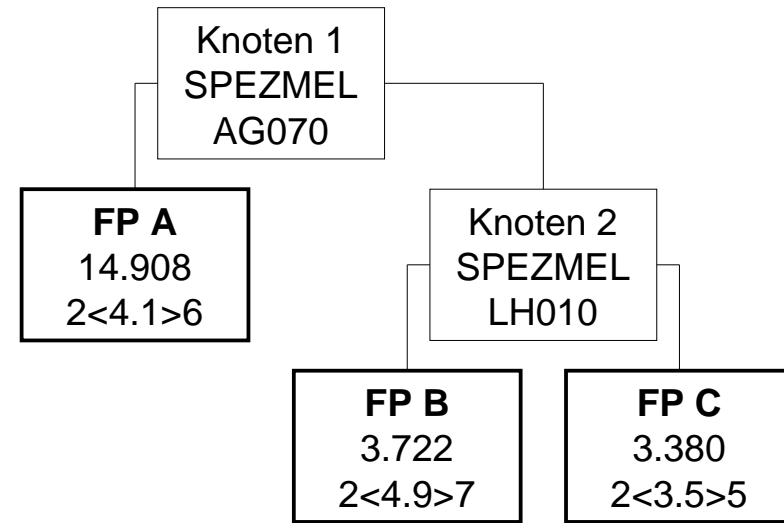 Knoten 1
SPEZMEL
AG070
FP A
14.908
2<4.1>6
Knoten 2
SPEZMEL
LH010
FP B
3.722
2<4.9>7
FP C
3.380
2<3.5>5